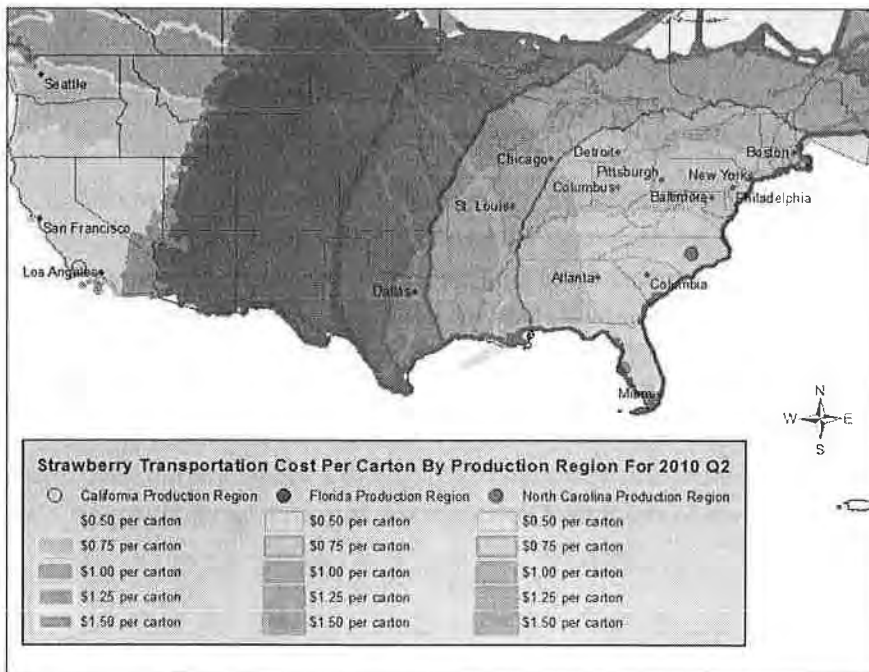 Seattle
Chicago
Detroit
Boston
Pittsburgh
New York
Columbus
Baltimore
Philadelphia
St. Louis
San Francisco
Los Angeles
Atlanta
Columbia
Dallas
Miami
N
W E
S
Strawberry Transportation Cost Per Carton By Production Region For 2010 Q2
California Production Region Florida Production Region North Carolina Production Region
$0.50 per carton $0.50 per carton $0.50 per carton
$0.75 per carton $0.75 per carton $0.75 per carton
$1.00 per carton $1.00 per carton $1.00 per carton
$1.25 per carton $1.25 per carton $1.25 per carton
$1.50 per carton $1.50 per carton $1.50 per carton